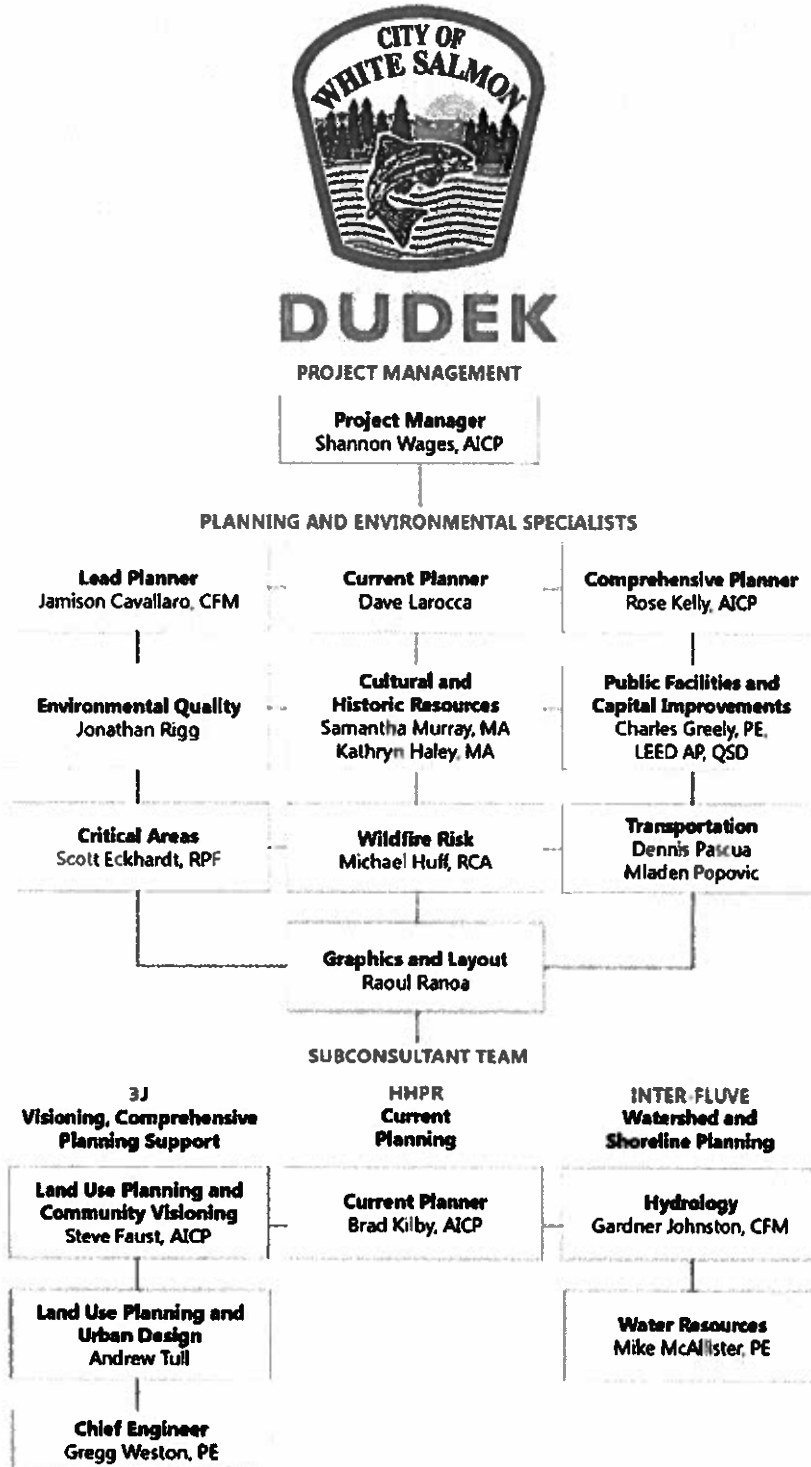 CITY OF
WHITE SALMON
DUDEK
PROJECT MANAGEMENT
Project Manager
Shannon Wages, AICP
PLANNING AND ENVIRONMENTAL SPECIALISTS
Lead Planner
Jamison Cavallaro, CFM
Current Planner
Dave Larocca
Comprehensive Planner
Rose Kelly, AICP
Environmental Quality
Jonathan Rigg
Cultural and
Historic Resources
Samantha Murray, MA
Kathryn Haley, MA
Public Facilities and
Capital Improvements
Charles Greely, PE,
LEED AP, QSD
Critical Areas
Scott Eckhardt, RPF
Wildfire Risk
Michael Huff, RCA
Transportation
Dennis Pascua
Mladen Popovic
Graphics and Layout
Raoul Ranoa
SUBCONSULTANT TEAM
3J
Visioning, Comprehensive
Planning Support
HHPR
Current
Planning
INTER-FLUVE
Watershed and
Shoreline Planning
Land Use Planning and
Community Visioning
Steve Faust, AICP
Current Planner
Brad Kilby, AICP
Hydrology
Gardner Johnston, CFM
Land Use Planning and
Urban Design
Andrew Tull
Water Resources
Mike McAllister, PE
Chief Engineer
Gregg Weston, PE